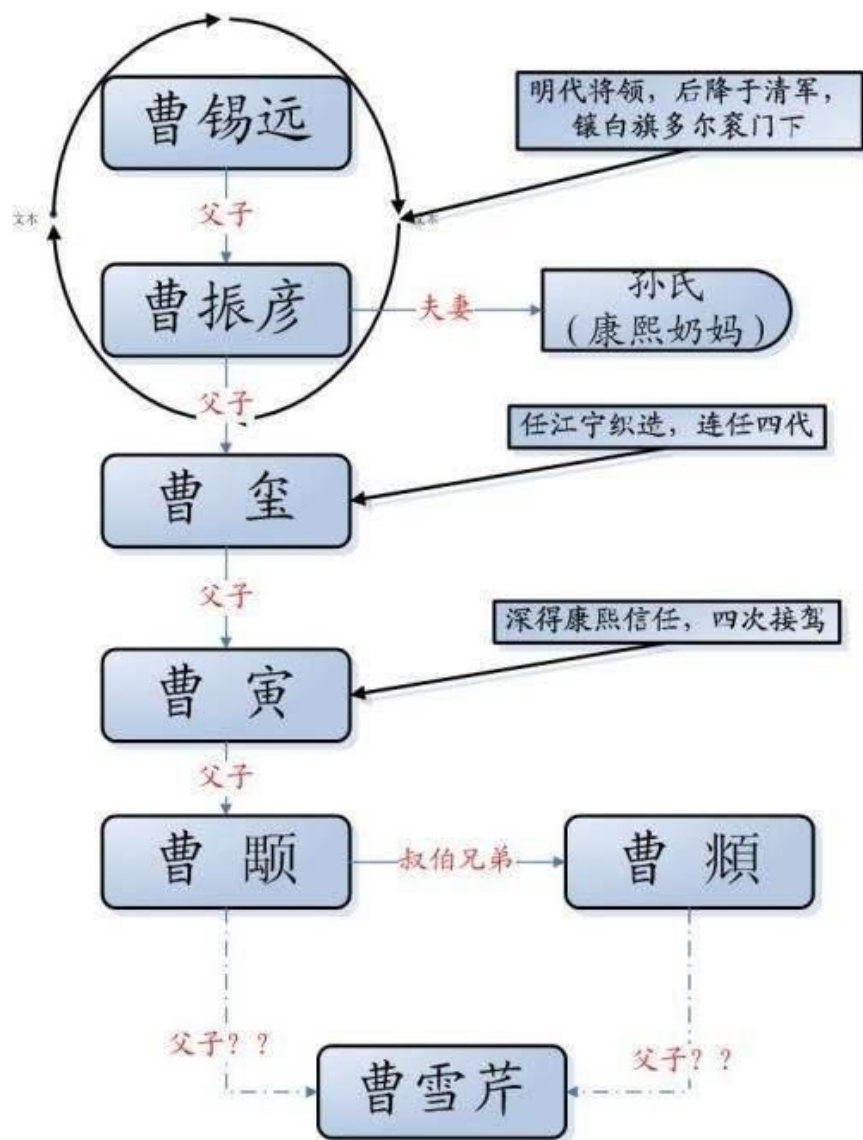 曹锡远
明代将领，后降于清军，
镶白旗多尔衮门下
父子
文本
文本
曹振彦
夫妻
孙氏
（康熙奶妈）
父子
任江宁织造，连任四代
曹 玺
父子
深得康熙信任，四次接驾
曹 寅
父子
曹 颙
叔伯兄弟
曹 頫
父子？？
父子？？
曹雪芹